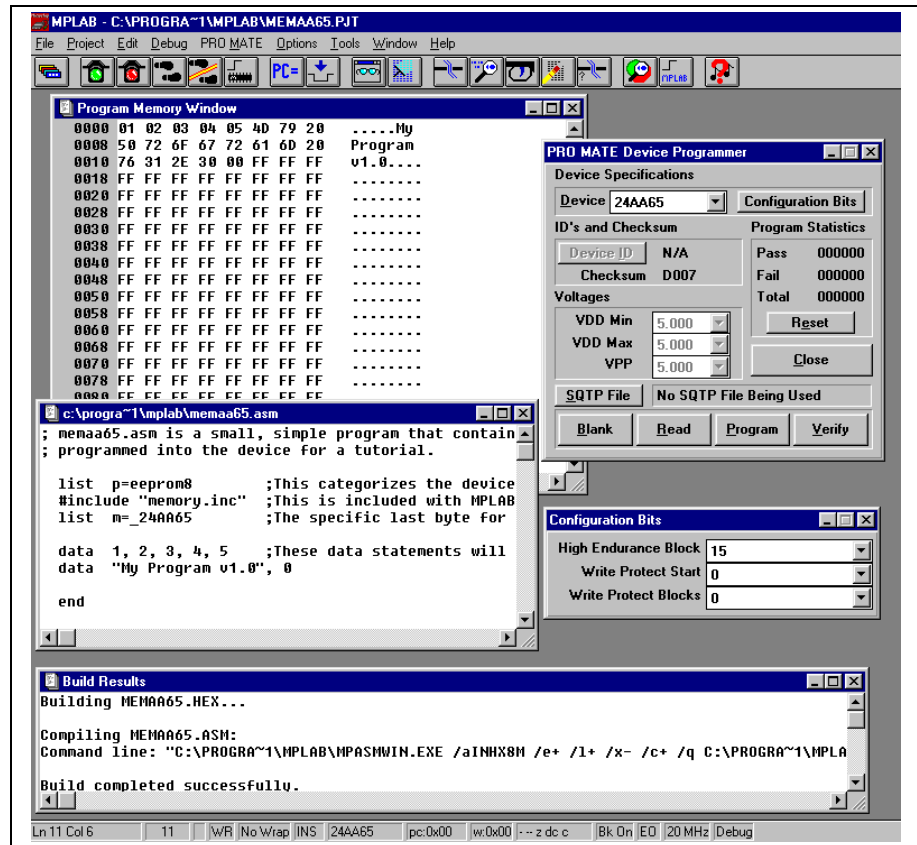 MPLAB - C:\PROGRA~1\MPLAB\MEMAA65.PJT
File Project Edit Debug PRO MATE Options Tools Window Help
PC=
MPLAB
Program Memory Window
0000 01 02 03 04 05 4D 79 20 .....My
0008 50 72 6F 67 72 61 6D 20 Program
0010 76 31 2E 30 00 FF FF FF v1.0....
0018 FF FF FF FF FF FF FF FF ........
0020 FF FF FF FF FF FF FF FF ........
0028 FF FF FF FF FF FF FF FF ........
0030 FF FF FF FF FF FF FF FF ........
0038 FF FF FF FF FF FF FF FF ........
0040 FF FF FF FF FF FF FF FF ........
0048 FF FF FF FF FF FF FF FF ........
0050 FF FF FF FF FF FF FF FF ........
0058 FF FF FF FF FF FF FF FF ........
0060 FF FF FF FF FF FF FF FF ........
0068 FF FF FF FF FF FF FF FF ........
0070 FF FF FF FF FF FF FF FF ........
0078 FF FF FF FF FF FF FF FF ........
0080 FF FF FF FF FF FF FF FF ........
PRO MATE Device Programmer
Device Specifications
Device 24AA65 Configuration Bits
ID's and Checksum Program Statistics
Device ID N/A Pass 000000
Checksum D007 Fail 000000
Voltages Total 000000
VDD Min 5.000 Reset
VDD Max 5.000
VPP 5.000 Close
SQTP File No SQTP File Being Used
Blank Read Program Verify
c:\progra~1\mplab\memaa65.asm
; memaa65.asm is a small, simple program that contain
; programmed into the device for a tutorial.
list p=eeprom8 ;This categorizes the device
#include "memory.inc" ;This is included with MPLAB
list m=_24AA65 ;The specific last byte for
data 1, 2, 3, 4, 5 ;These data statements will
data "My Program v1.0", 0
end
Configuration Bits
High Endurance Block 15
Write Protect Start 0
Write Protect Blocks 0
Build Results
Building MEMAA65.HEX...
Compiling MEMAA65.ASM:
Command line: "C:\PROGRA~1\MPLAB\MPASMWIN.EXE /aINHX8M /e+ /l+ /x- /c+ /q C:\PROGRA~1\MPLA
Build completed successfully.
Ln 11 Col 6 11 WR No Wrap INS 24AA65 pc:0x00 w:0x00 - -- z dc c Bk On E0 20 MHz Debug